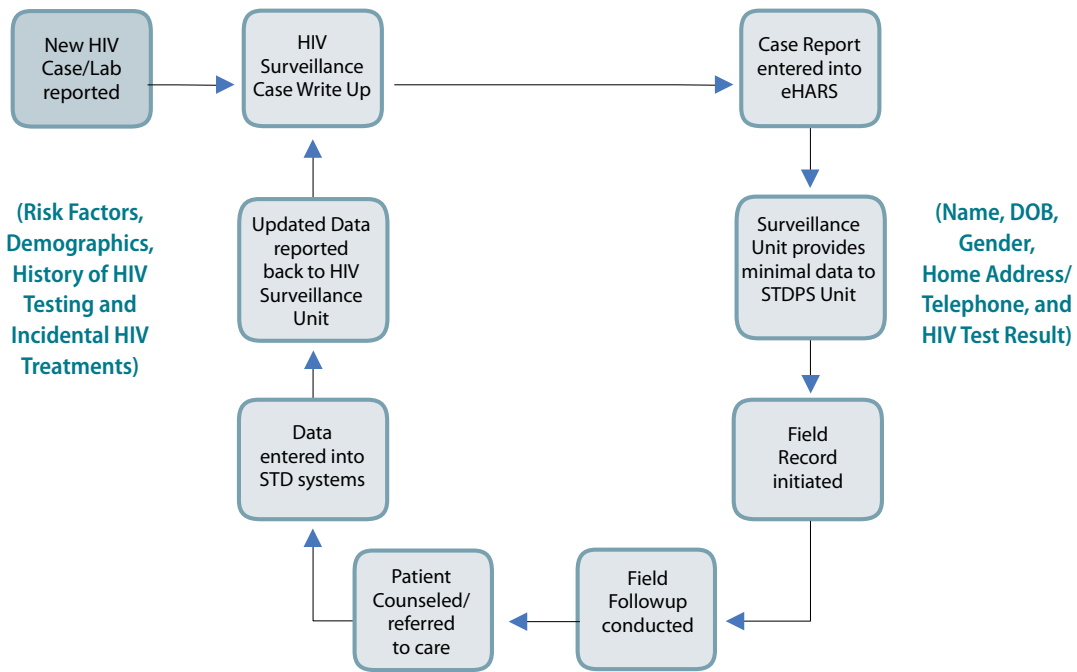 New HIV
Case/Lab
reported
HIV
Surveillance
Case Write Up
Case Report
entered into
eHARS
(Risk Factors,
Demographics,
History of HIV
Testing and
Incidental HIV
Treatments)
Updated Data
reported
back to HIV
Surveillance
Unit
Surveillance
Unit provides
minimal data to
STDPS Unit
(Name, DOB,
Gender,
Home Address/
Telephone, and
HIV Test Result)
Data
entered into
STD systems
Field
Record
initiated
Patient
Counseled/
referred
to care
Field
Followup
conducted